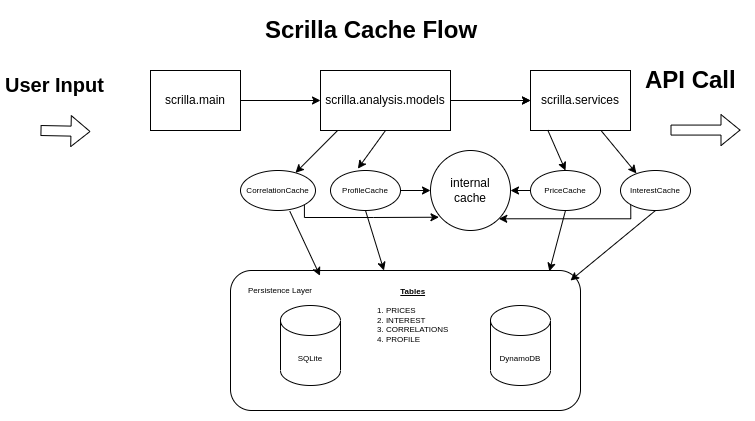 Scrilla Cache Flow
User Input
API Call
scrilla.main
scrilla.analysis.models
scrilla.services
CorrelationCache
ProfileCache
internal
cache
PriceCache
InterestCache
Persistence Layer
Tables
1. PRICES
2. INTEREST
3. CORRELATIONS
4. PROFILE
SQLite
DynamoDB